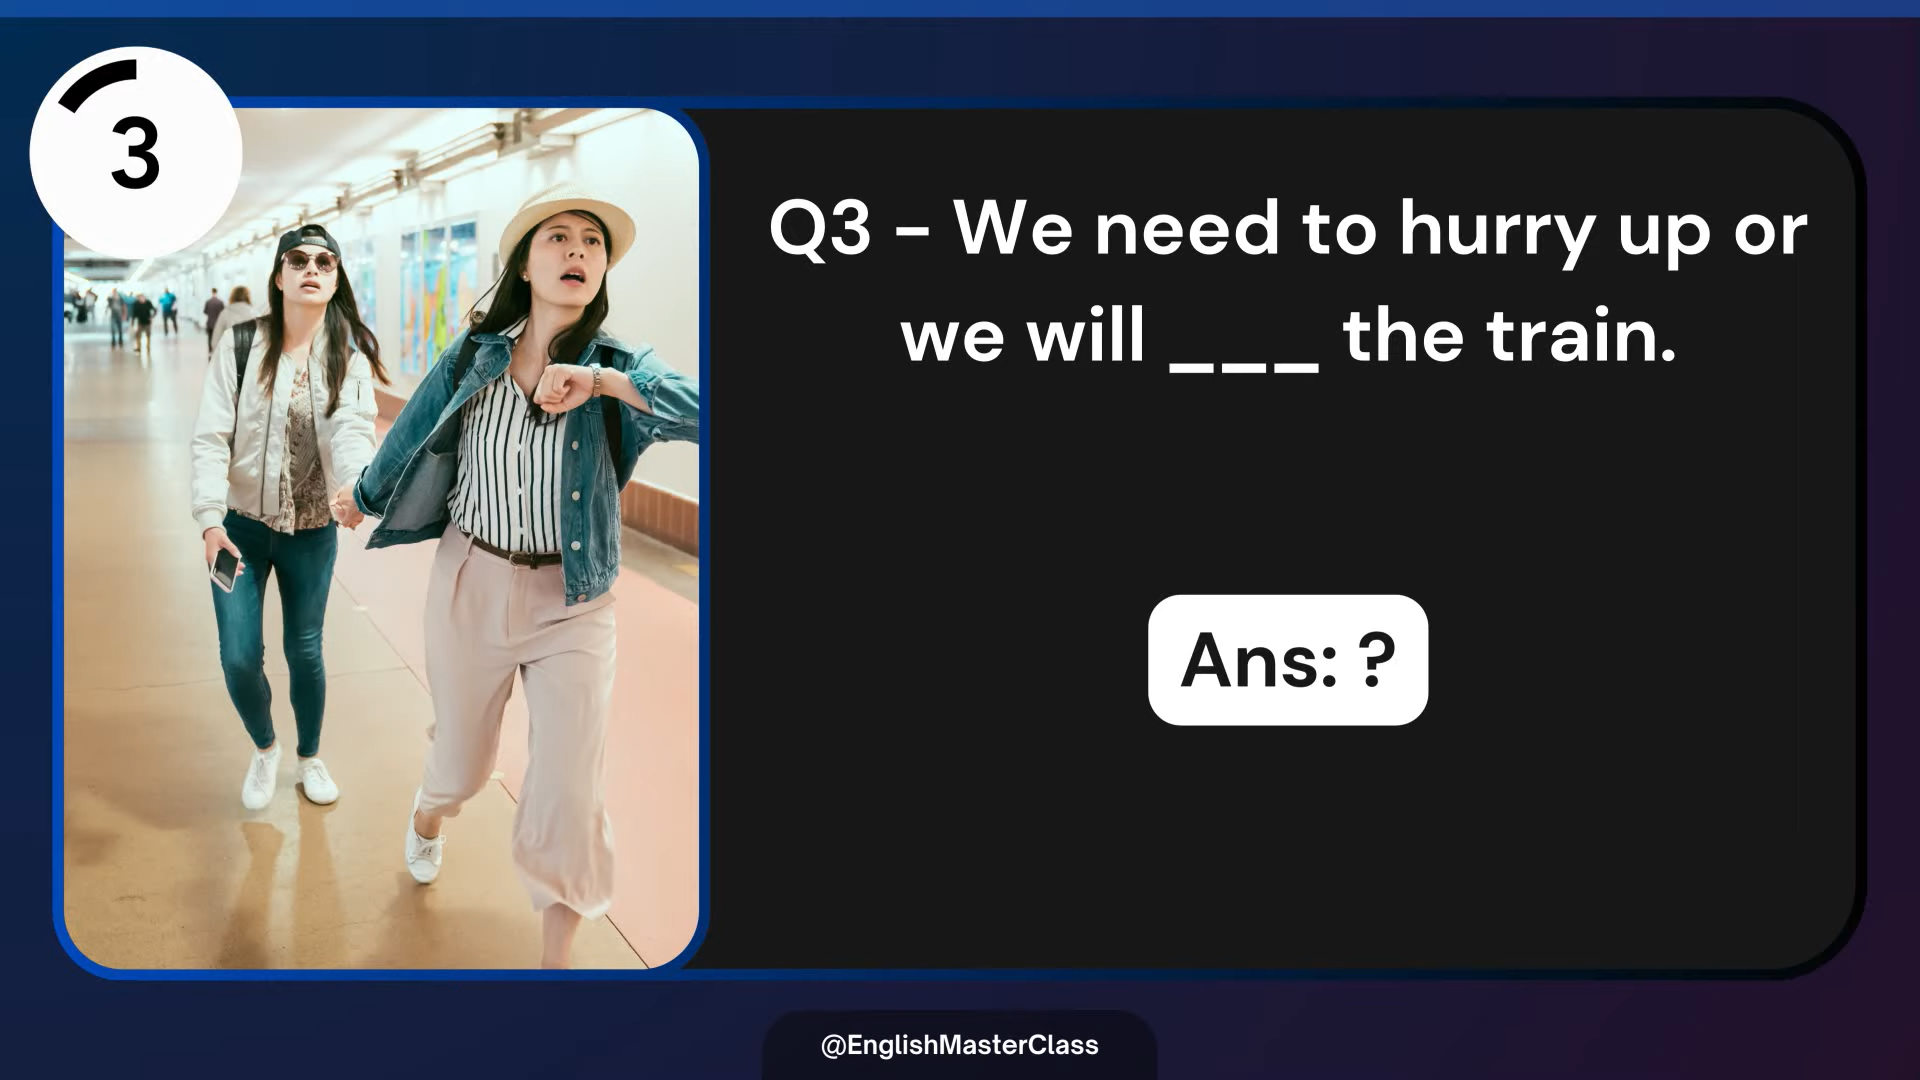 3
Q3 - We need to hurry up or
we will ___ the train.
Ans: ?
@EnglishMasterClass